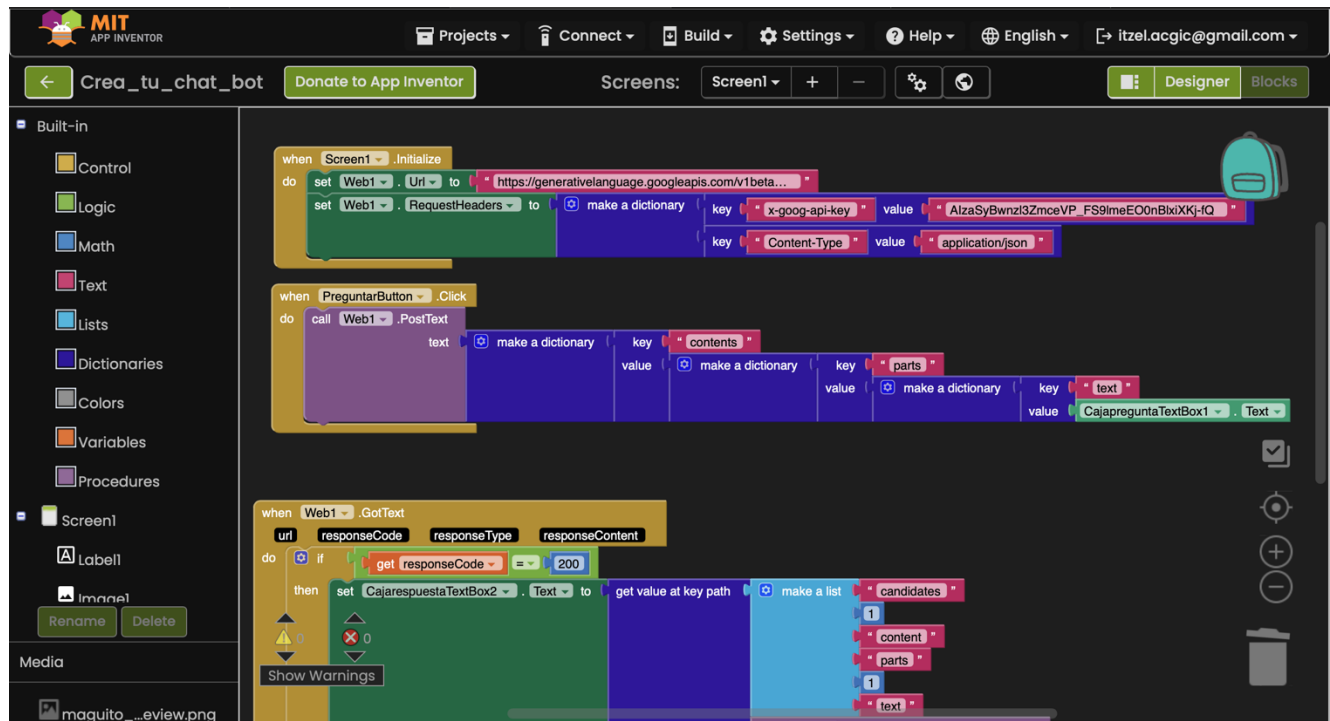 MIT
APP INVENTOR
Projects Connect Build Settings Help English itzel.acgic@gmail.com
Crea_tu_chat_bot Donate to App Inventor Screens: Screen1 + − Designer Blocks
Built-in
Control
Logic
Math
Text
Lists
Dictionaries
Colors
Variables
Procedures
Screen1
Label1
Image1
Rename Delete
Media
maquito_...eview.png
when Screen1 .Initialize
do set Web1 . Url to " https://generativelanguage.googleapis.com/v1beta... "
set Web1 . RequestHeaders to make a dictionary key " x-goog-api-key " value " AIzaSyBwnzl3ZmceVP_FS9lmeEO0nBlxiXKj-fQ "
key " Content-Type " value " application/json "
when PreguntarButton .Click
do call Web1 .PostText
text make a dictionary key " contents "
value make a dictionary key " parts "
value make a dictionary key " text "
value CajapreguntaTextBox1 . Text
when Web1 .GotText
url responseCode responseType responseContent
do if get responseCode = 200
then set CajarespuestaTextBox2 . Text to get value at key path make a list " candidates "
1
" content "
" parts "
1
" text "
0 0
Show Warnings